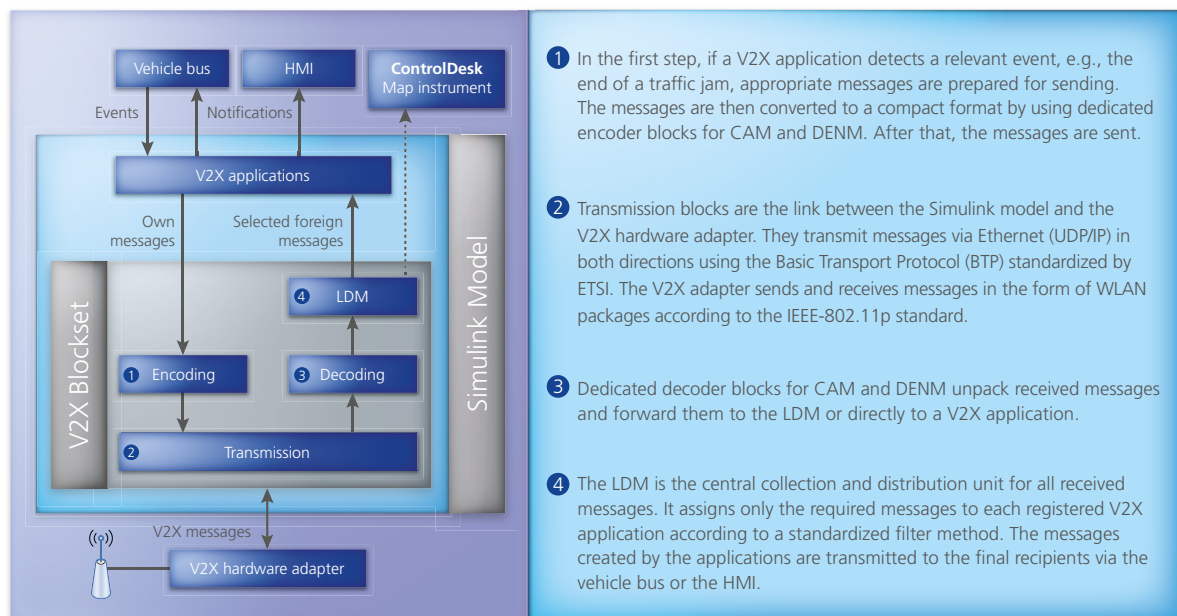 Vehicle bus
HMI
ControlDesk
Map instrument
Events
Notifications
V2X applications
Own
messages
Selected foreign
messages
4 LDM
1 Encoding
3 Decoding
2 Transmission
V2X Blockset
Simulink Model
V2X messages
V2X hardware adapter
1 In the first step, if a V2X application detects a relevant event, e.g., the
end of a traffic jam, appropriate messages are prepared for sending.
The messages are then converted to a compact format by using dedicated
encoder blocks for CAM and DENM. After that, the messages are sent.
2 Transmission blocks are the link between the Simulink model and the
V2X hardware adapter. They transmit messages via Ethernet (UDP/IP) in
both directions using the Basic Transport Protocol (BTP) standardized by
ETSI. The V2X adapter sends and receives messages in the form of WLAN
packages according to the IEEE-802.11p standard.
3 Dedicated decoder blocks for CAM and DENM unpack received messages
and forward them to the LDM or directly to a V2X application.
4 The LDM is the central collection and distribution unit for all received
messages. It assigns only the required messages to each registered V2X
application according to a standardized filter method. The messages
created by the applications are transmitted to the final recipients via the
vehicle bus or the HMI.